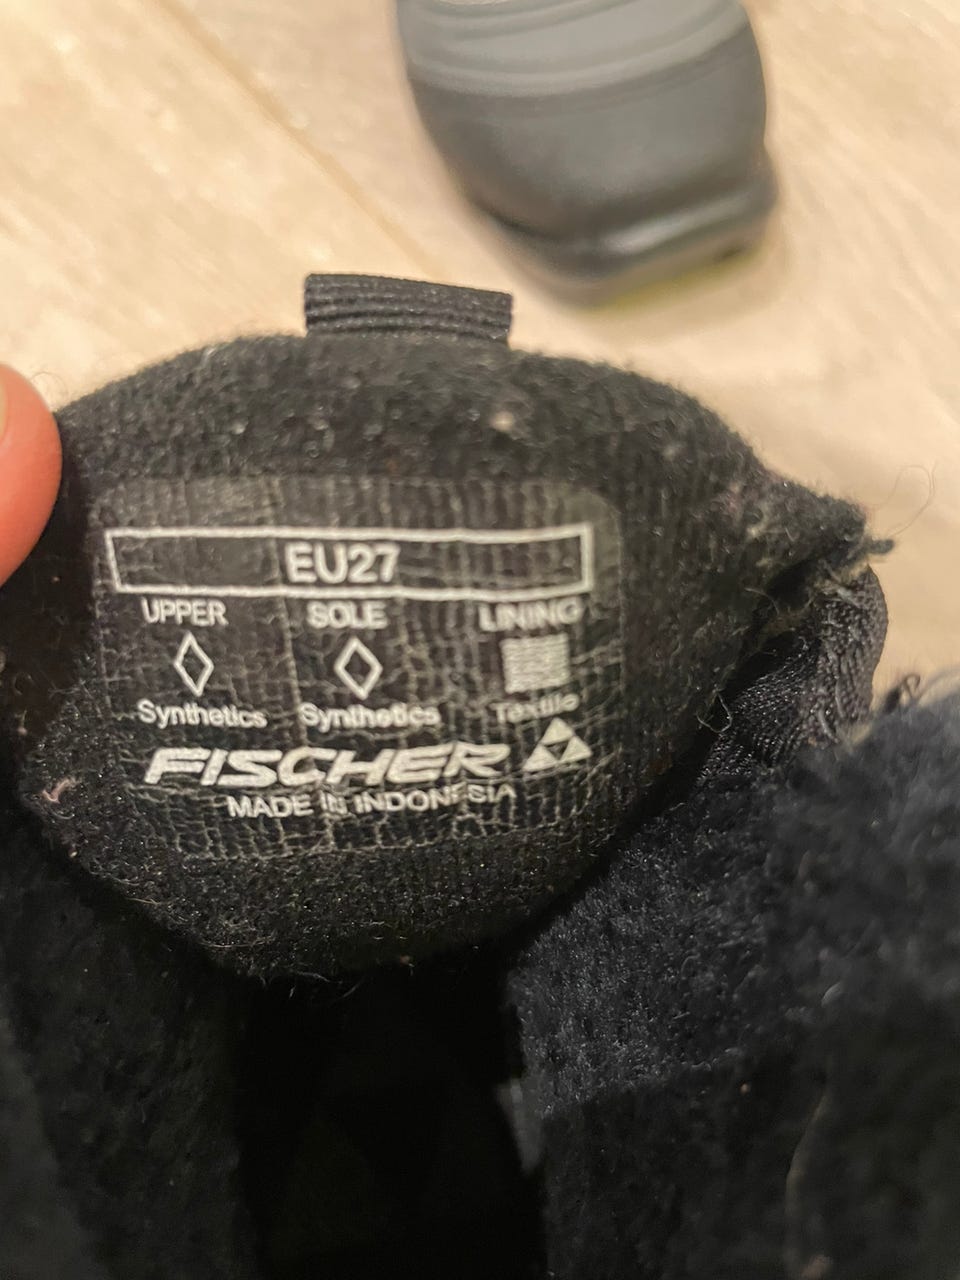 EU27
UPPER SOLE LINING
Synthetics Synthetics Textile
FISCHER
MADE IN INDONESIA